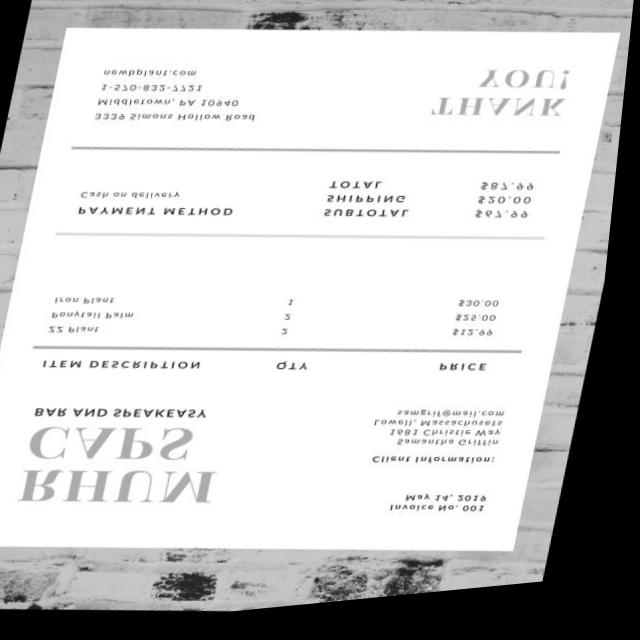 RHUM
CAPS
BAR AND SPEAKEASY
Invoice No. 001
May 14, 2019
Client Information:
Samantha Griffin
1681 Christie Way
Lowell, Massachusets
samgrif@mail.com
ITEM DESCRIPTION QTY PRICE
ZZ Plant 2 $12.99
Ponytail Palm 2 $25.00
Iron Plant 1 $30.00
PAYMENT METHOD
Cash on delivery
SUBTOTAL $67.99
SHIPPING $20.00
TOTAL $87.99
3339 Simons Hollow Road
Middletown, PA 10940
1-570-832-7721
newbplant.com
THANK
YOU!